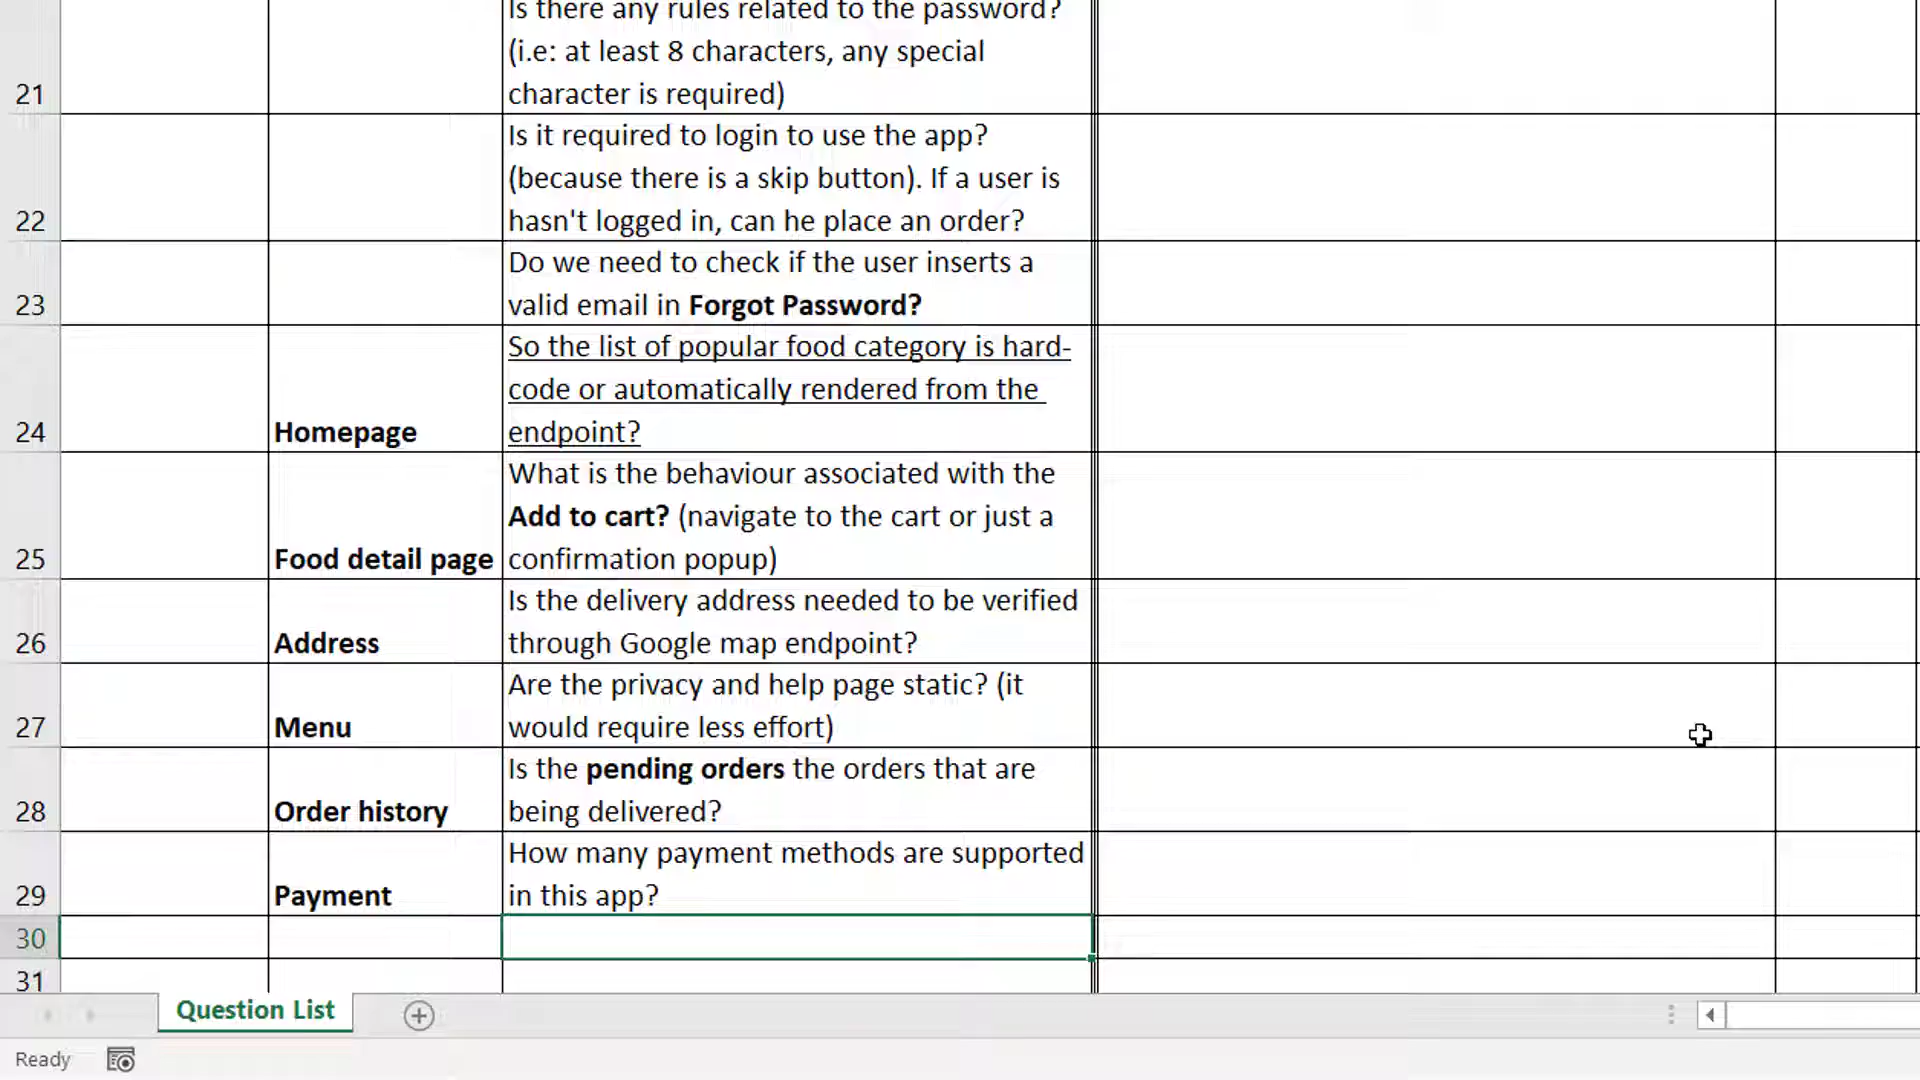 Is there any rules related to the password?
(i.e: at least 8 characters, any special
21
character is required)
Is it required to login to use the app?
(because there is a skip button). If a user is
22
hasn't logged in, can he place an order?
Do we need to check if the user inserts a
23
valid email in Forgot Password?
So the list of popular food category is hard-
code or automatically rendered from the
24
Homepage
endpoint?
What is the behaviour associated with the
Add to cart? (navigate to the cart or just a
25
Food detail page
confirmation popup)
Is the delivery address needed to be verified
26
Address
through Google map endpoint?
Are the privacy and help page static? (it
27
Menu
would require less effort)
Is the pending orders the orders that are
28
Order history
being delivered?
How many payment methods are supported
29
Payment
in this app?
30
31
Question List
Ready